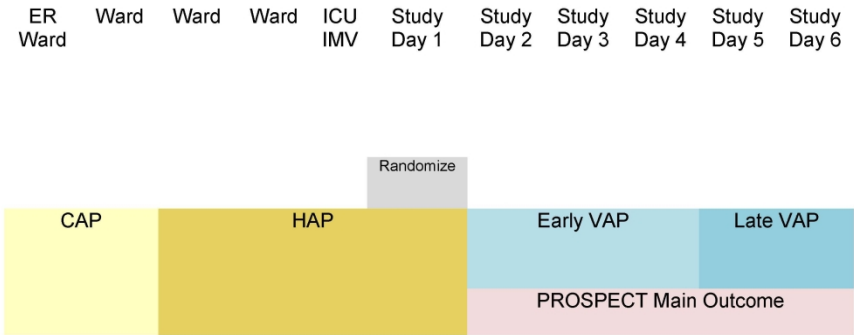 ER Ward Ward Ward ICU Study Study Study Study Study Study
Ward IMV Day 1 Day 2 Day 3 Day 4 Day 5 Day 6
Randomize
CAP HAP Early VAP Late VAP
PROSPECT Main Outcome